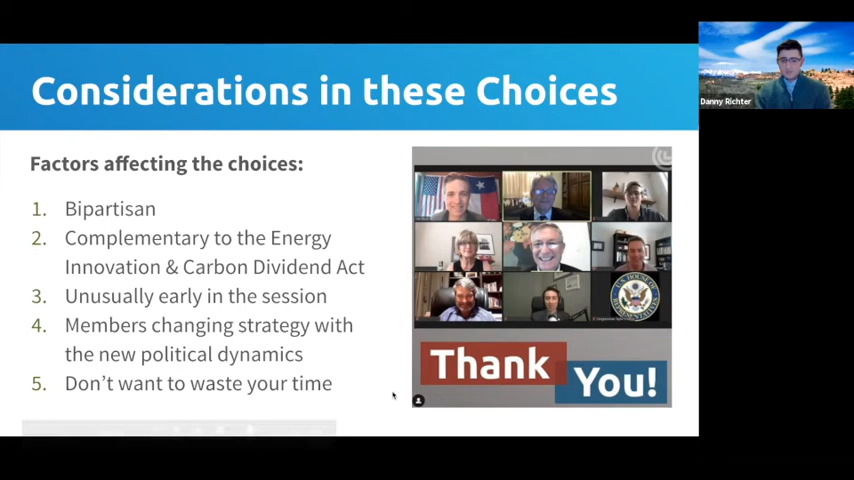 Considerations in these Choices
Danny Richter
Factors affecting the choices:
1. Bipartisan
2. Complementary to the Energy
Innovation & Carbon Dividend Act
3. Unusually early in the session
4. Members changing strategy with
the new political dynamics
5. Don't want to waste your time
Thank
You!